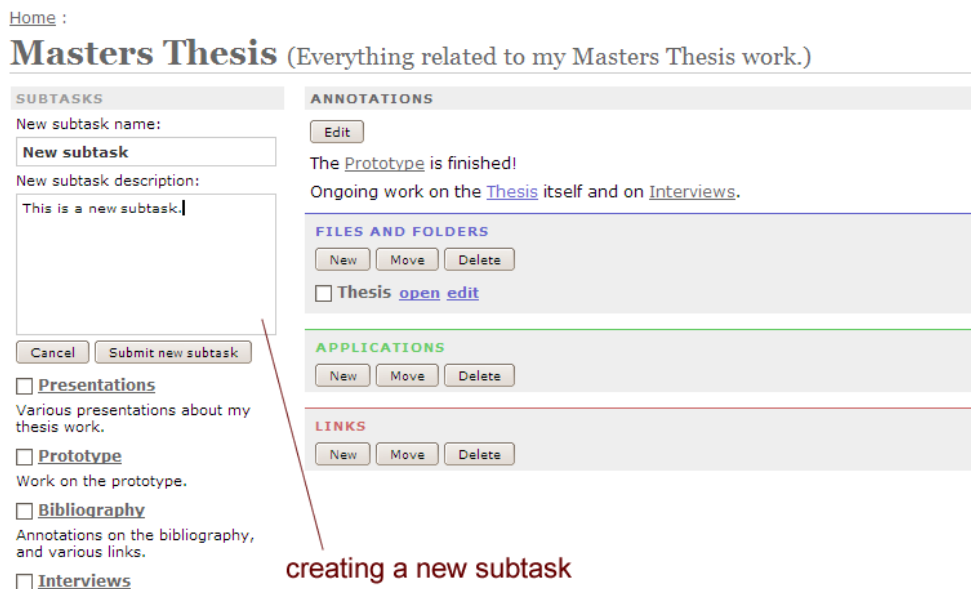 Home :
Masters Thesis (Everything related to my Masters Thesis work.)
SUBTASKS
New subtask name:
New subtask
New subtask description:
This is a new subtask.
Cancel Submit new subtask
Presentations
Various presentations about my
thesis work.
Prototype
Work on the prototype.
Bibliography
Annotations on the bibliography,
and various links.
Interviews
ANNOTATIONS
Edit
The Prototype is finished!
Ongoing work on the Thesis itself and on Interviews.
FILES AND FOLDERS
New Move Delete
Thesis open edit
APPLICATIONS
New Move Delete
LINKS
New Move Delete
creating a new subtask